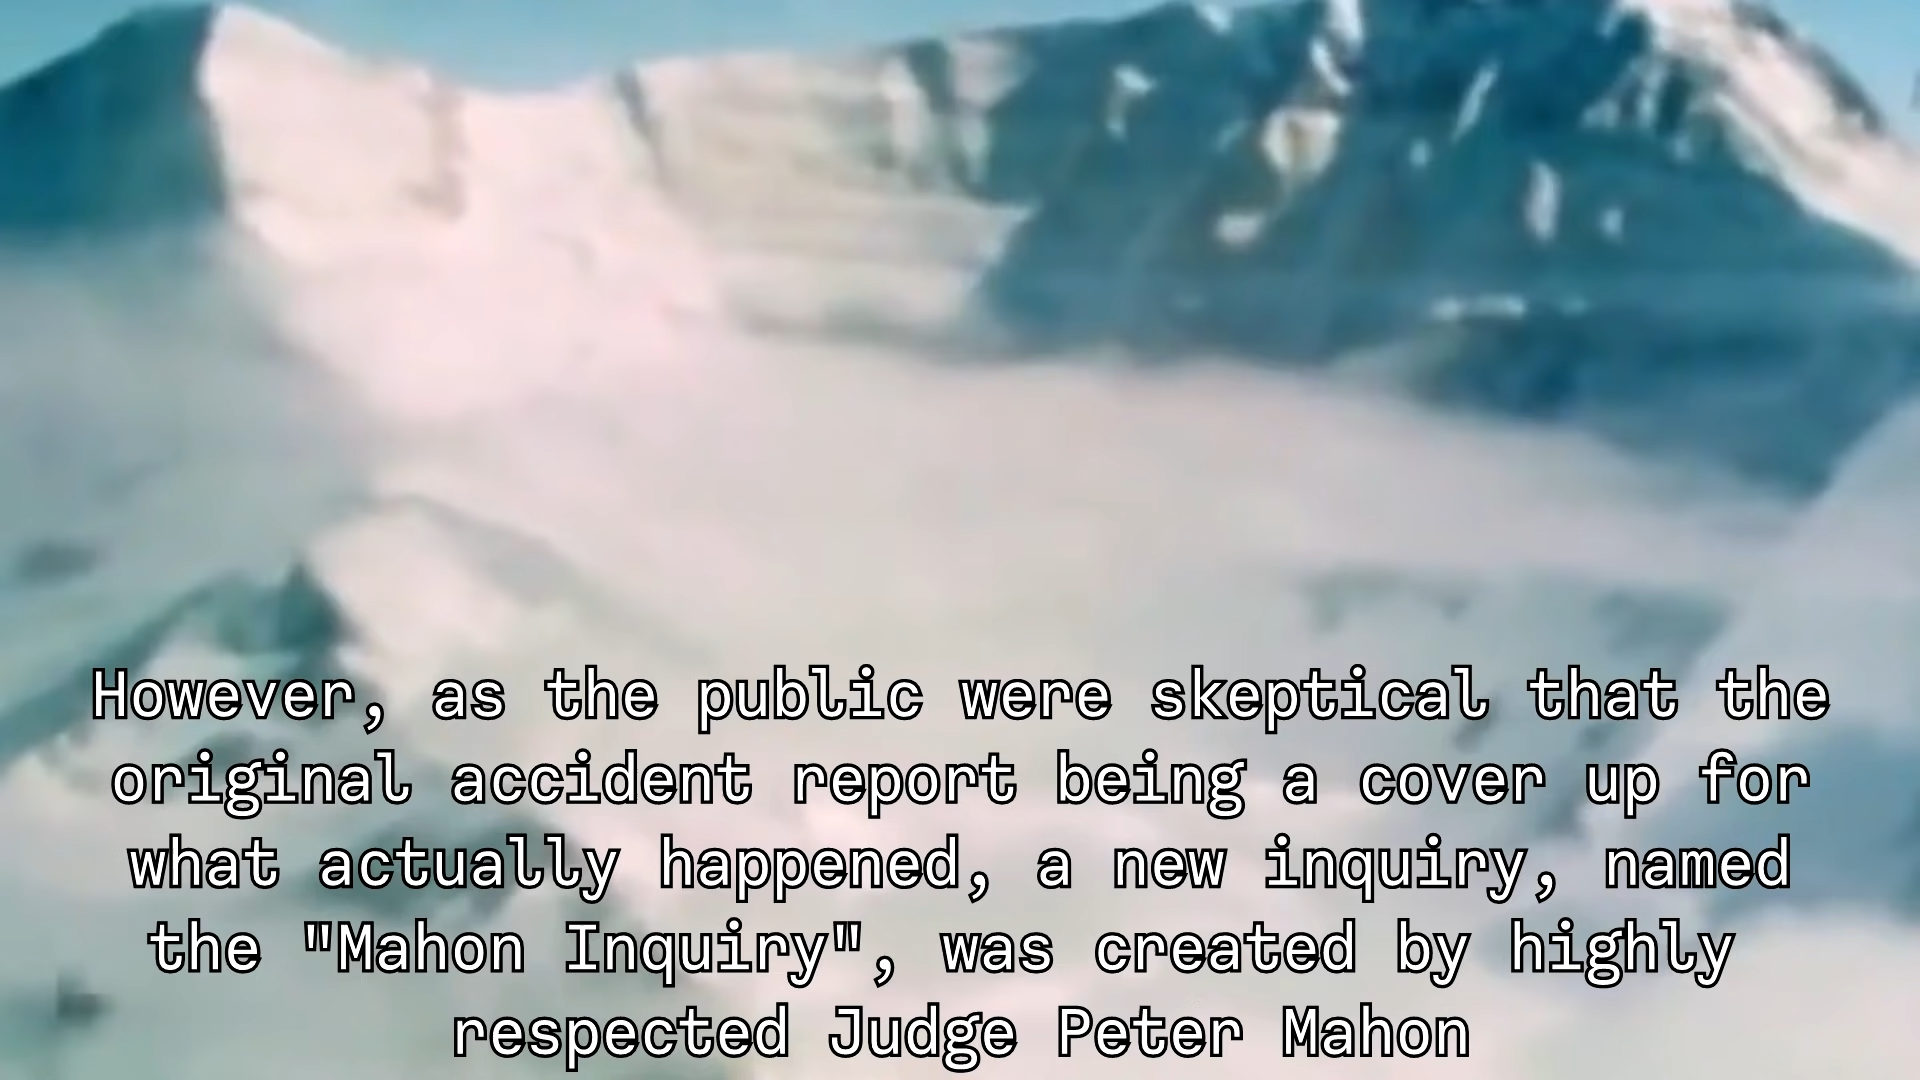 However, as the public were skeptical that the
original accident report being a cover up for
what actually happened, a new inquiry, named
the "Mahon Inquiry", was created by highly
respected Judge Peter Mahon